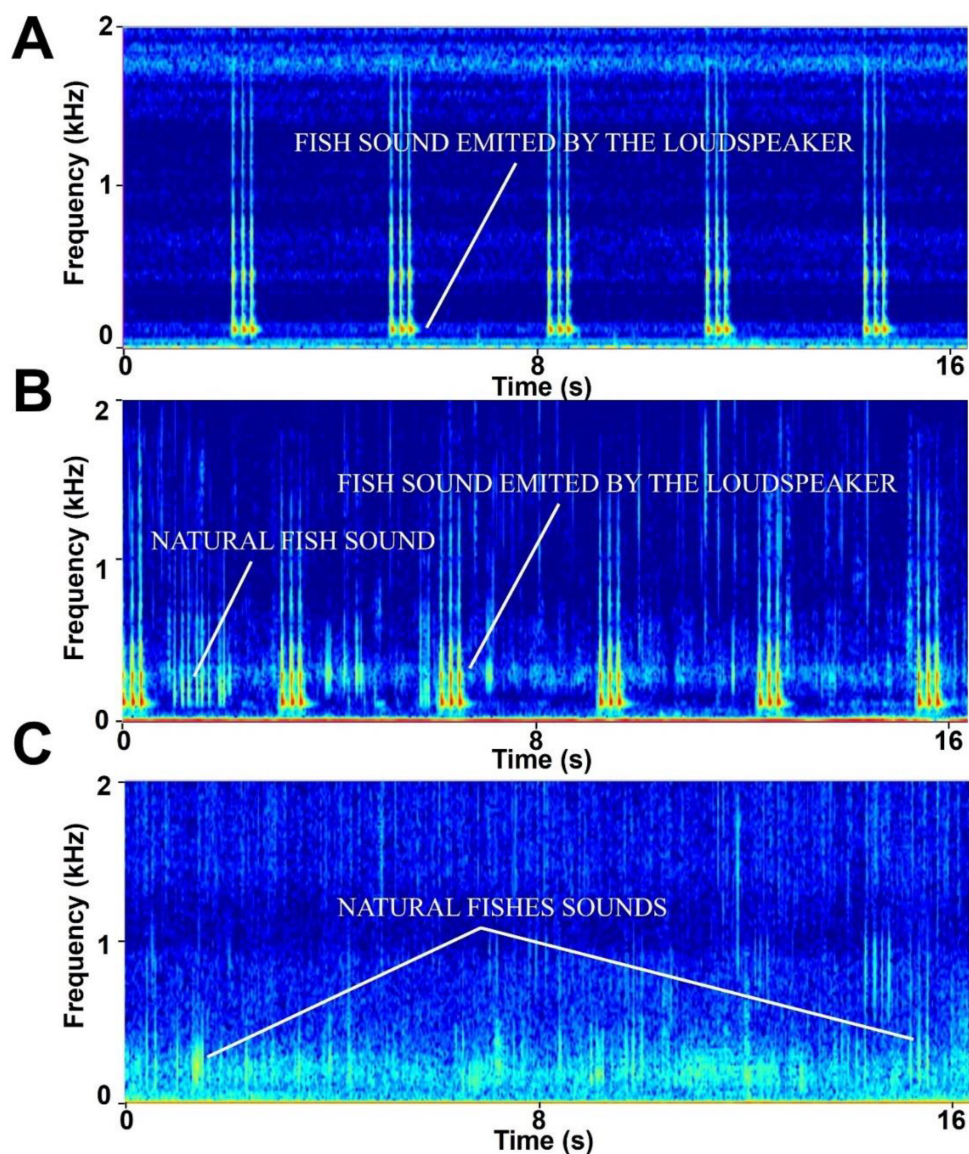 A
Frequency (kHz)
2
1
0
FISH SOUND EMITED BY THE LOUDSPEAKER
0
8
16
Time (s)
B
Frequency (kHz)
2
1
0
FISH SOUND EMITED BY THE LOUDSPEAKER
NATURAL FISH SOUND
0
8
16
Time (s)
C
Frequency (kHz)
2
1
0
NATURAL FISHES SOUNDS
0
8
16
Time (s)